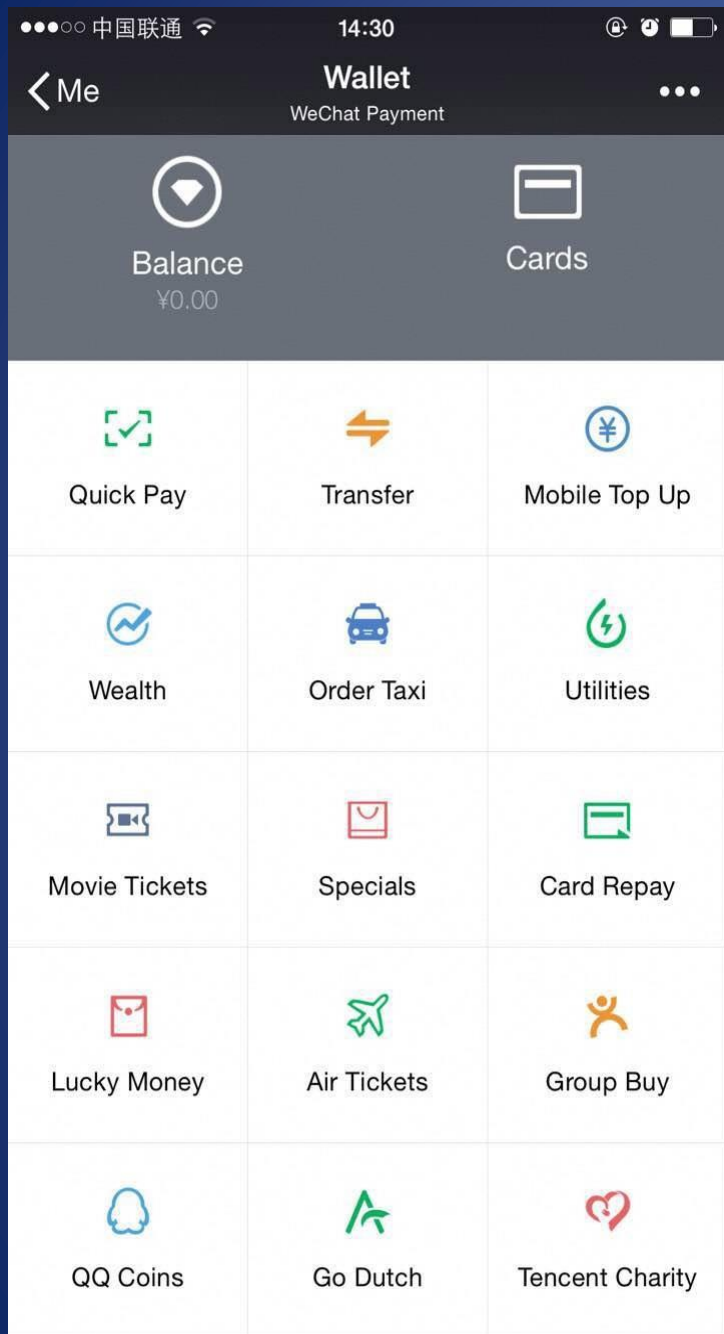 中国联通 14:30
Me Wallet
WeChat Payment
Balance Cards
¥0.00
Quick Pay Transfer Mobile Top Up
Wealth Order Taxi Utilities
Movie Tickets Specials Card Repay
Lucky Money Air Tickets Group Buy
QQ Coins Go Dutch Tencent Charity